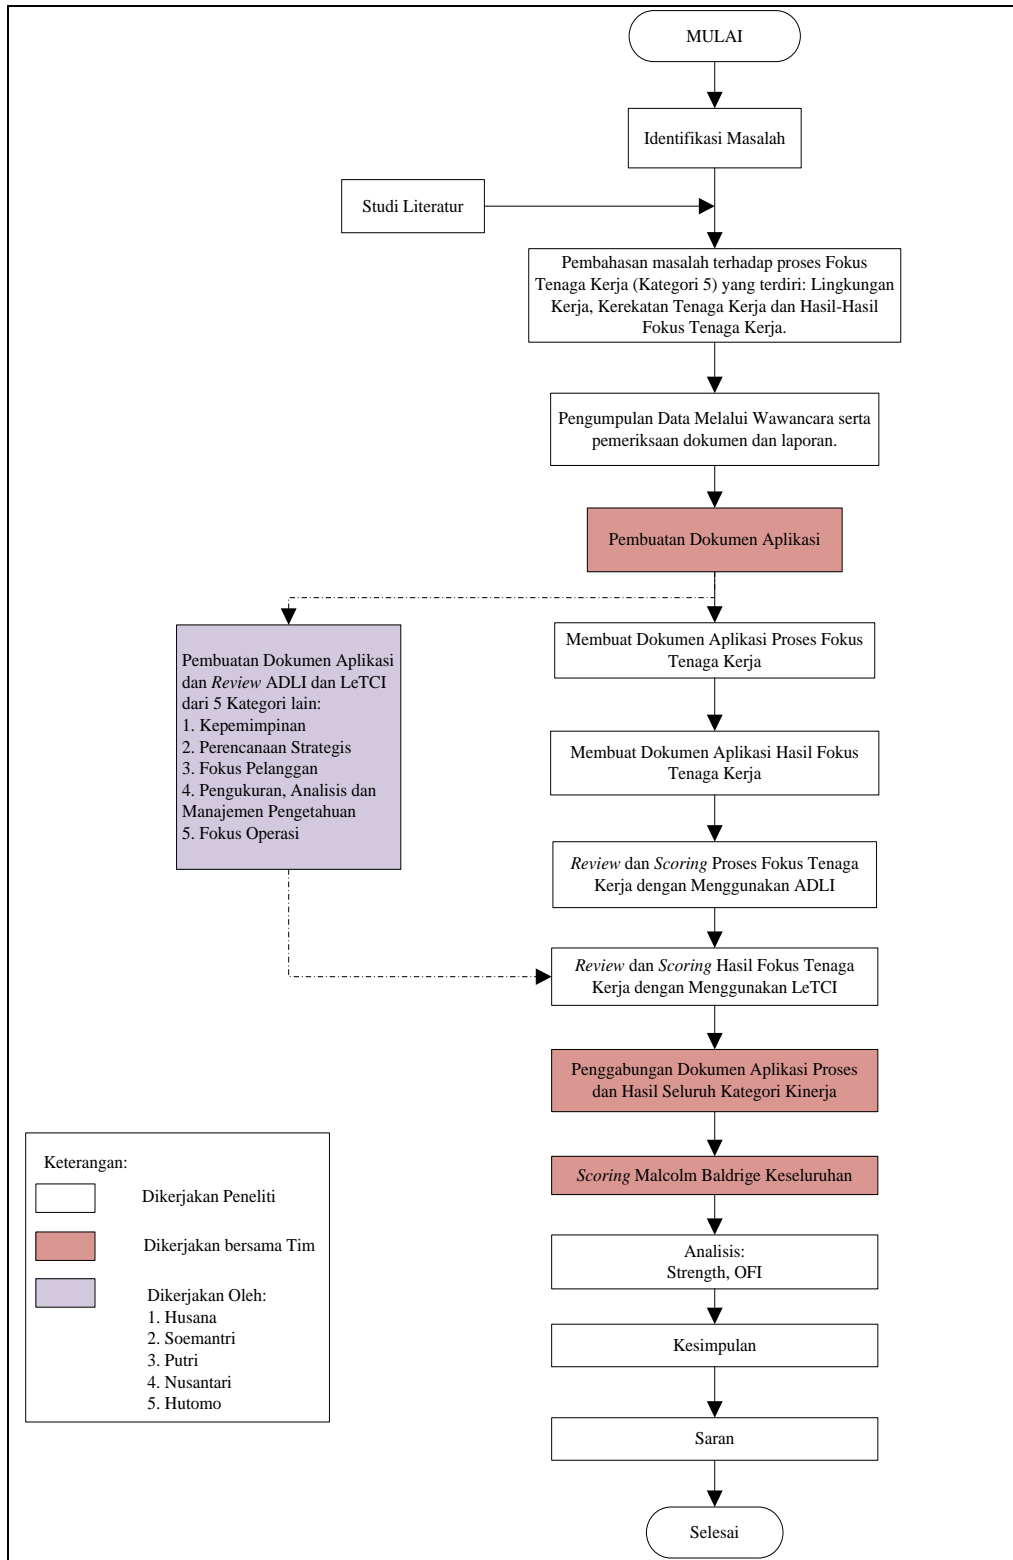 MULAI
Identifikasi Masalah
Studi Literatur
Pembahasan masalah terhadap proses Fokus
Tenaga Kerja (Kategori 5) yang terdiri: Lingkungan
Kerja, Kerekatan Tenaga Kerja dan Hasil-Hasil
Fokus Tenaga Kerja.
Pengumpulan Data Melalui Wawancara serta
pemeriksaan dokumen dan laporan.
Pembuatan Dokumen Aplikasi
Pembuatan Dokumen Aplikasi
dan Review ADLI dan LeTCI
dari 5 Kategori lain:
1. Kepemimpinan
2. Perencanaan Strategis
3. Fokus Pelanggan
4. Pengukuran, Analisis dan
Manajemen Pengetahuan
5. Fokus Operasi
Membuat Dokumen Aplikasi Proses Fokus
Tenaga Kerja
Membuat Dokumen Aplikasi Hasil Fokus
Tenaga Kerja
Review dan Scoring Proses Fokus Tenaga
Kerja dengan Menggunakan ADLI
Review dan Scoring Hasil Fokus Tenaga
Kerja dengan Menggunakan LeTCI
Penggabungan Dokumen Aplikasi Proses
dan Hasil Seluruh Kategori Kinerja
Scoring Malcolm Baldrige Keseluruhan
Analisis:
Strength, OFI
Kesimpulan
Saran
Selesai
Keterangan:
Dikerjakan Peneliti
Dikerjakan bersama Tim
Dikerjakan Oleh:
1. Husana
2. Soemantri
3. Putri
4. Nusantari
5. Hutomo